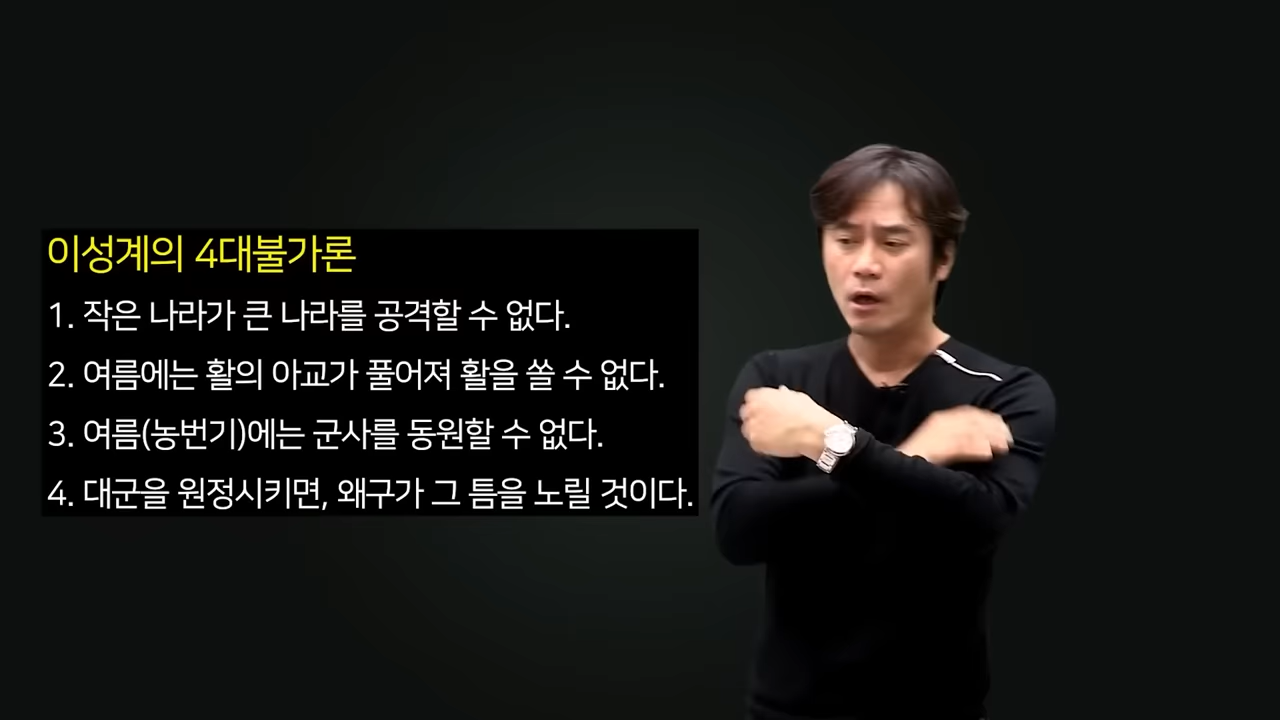 이성계의 4대불가론
1. 작은 나라가 큰 나라를 공격할 수 없다.
2. 여름에는 활의 아교가 풀어져 활을 쏠 수 없다.
3. 여름(농번기)에는 군사를 동원할 수 없다.
4. 대군을 원정시키면, 왜구가 그 틈을 노릴 것이다.